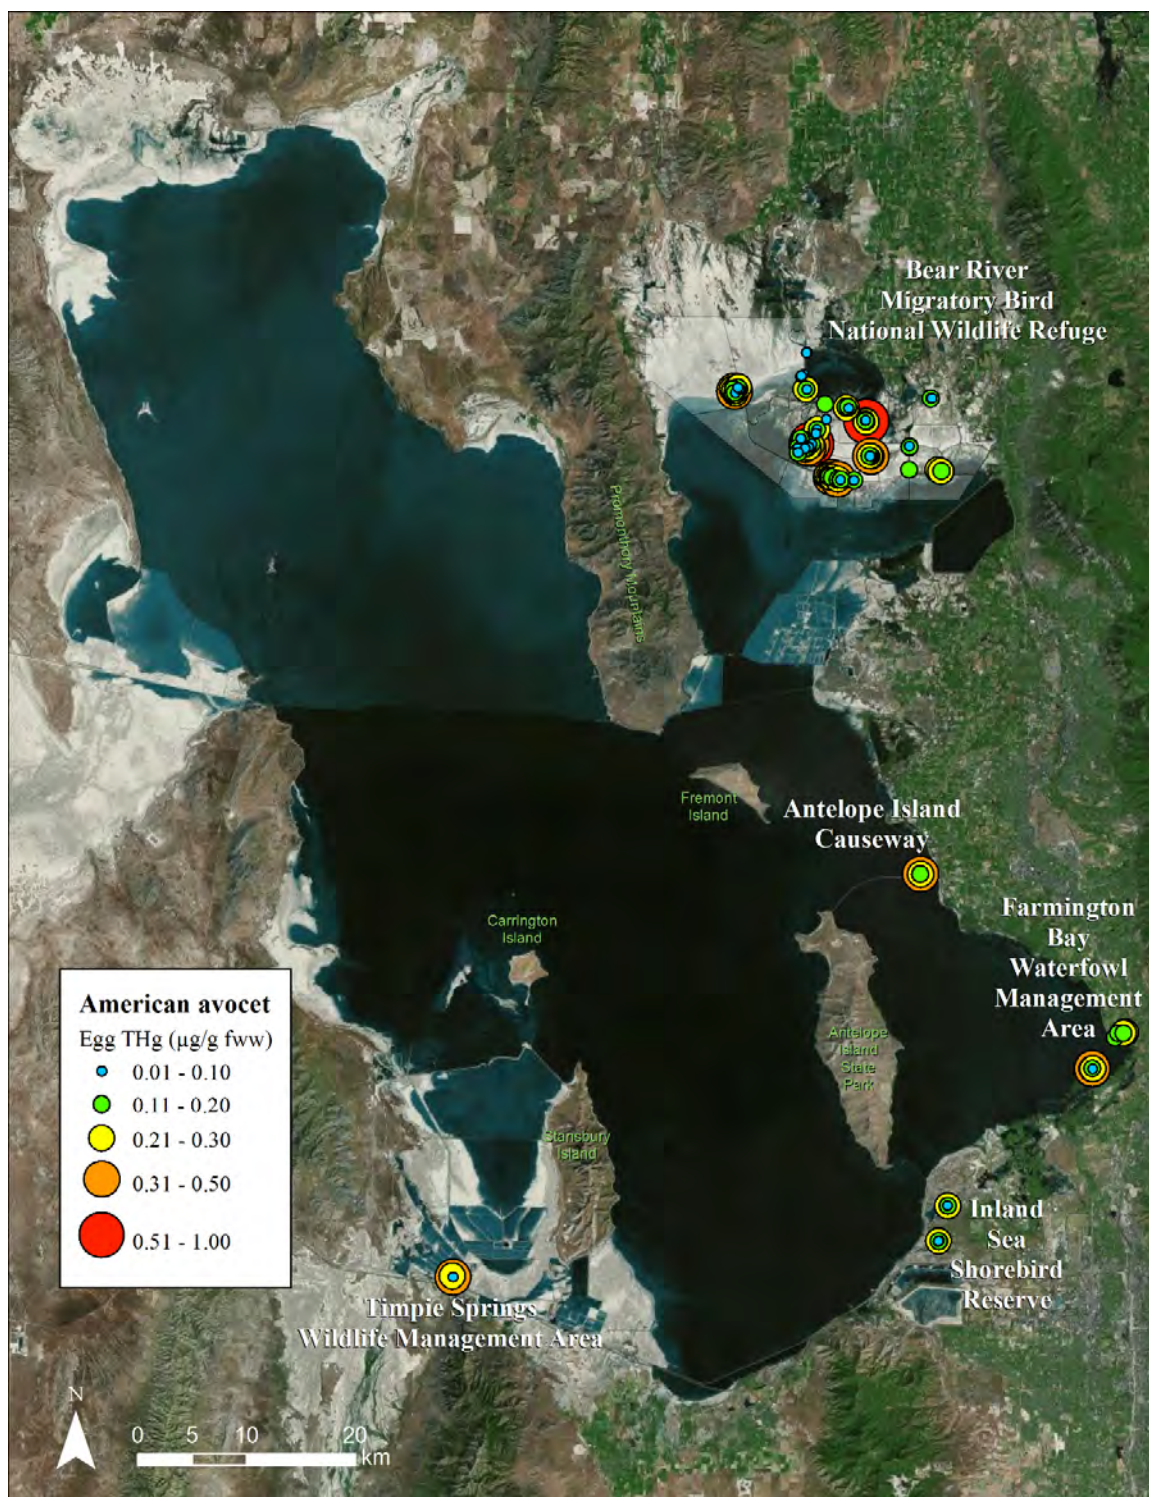 Bear River
Migratory Bird
National Wildlife Refuge
Promonthory Mountains
Fremont
Island
Antelope Island
Causeway
Carrington
Island
Farmington
Bay
Waterfowl
Management
Area
Antelope
Island
State
Park
Stansbury
Island
American avocet
Egg THg (µg/g fww)
0.01 - 0.10
0.11 - 0.20
0.21 - 0.30
0.31 - 0.50
0.51 - 1.00
Inland
Sea
Shorebird
Reserve
Timpie Springs
Wildlife Management Area
N
0 5 10 20
km